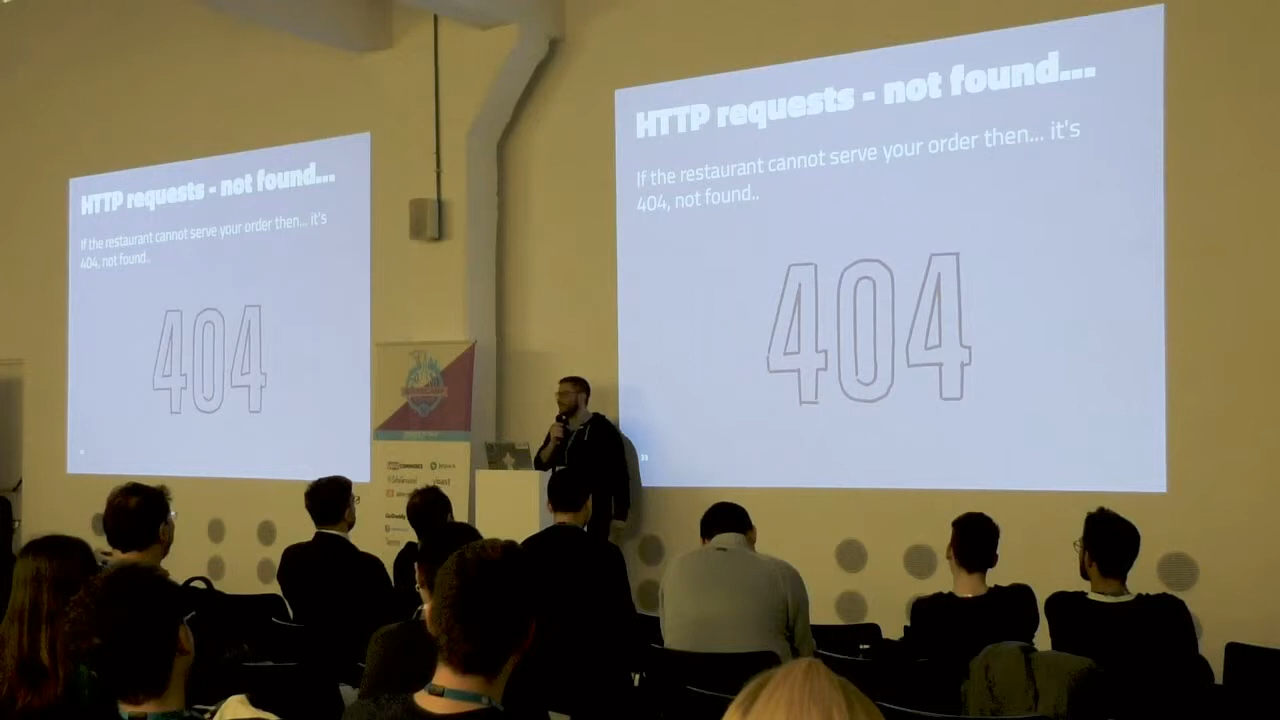 HTTP requests - not found...
If the restaurant cannot serve your order then... it's
404, not found..
404
HTTP requests - not found...
If the restaurant cannot serve your order then... it's
404, not found..
404
GoDaddy